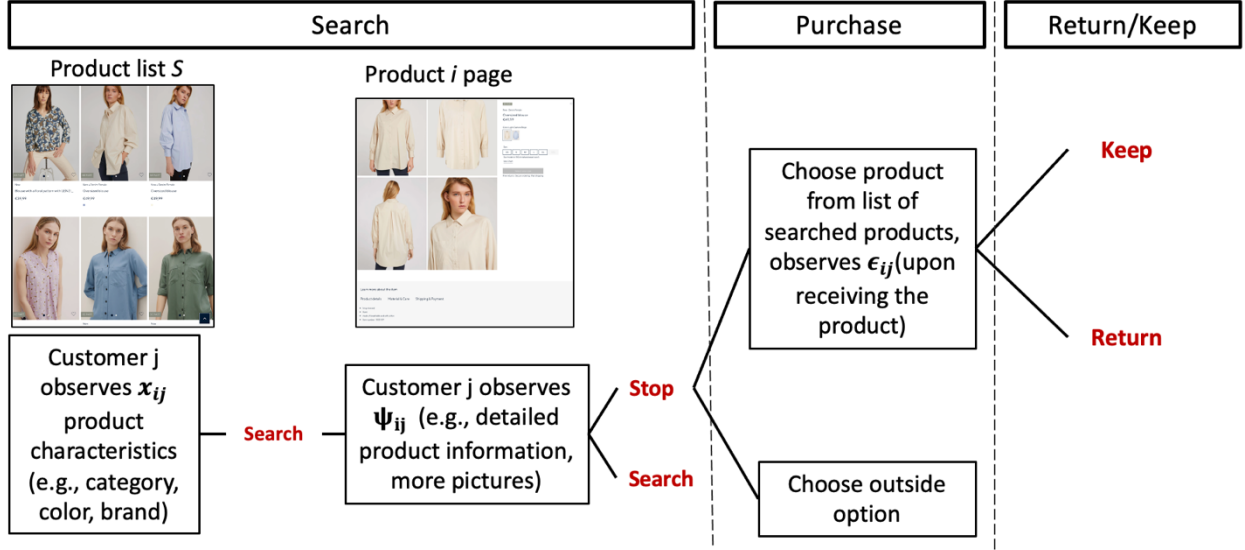 Search
Purchase
Return/Keep
Product list S
Product i page
€39.99
Customer j
observes x_ij
product
characteristics
(e.g., category,
color, brand)
Search
Customer j observes
ψ_ij (e.g., detailed
product information,
more pictures)
Stop
Search
Choose product
from list of
searched products,
observes ϵ_ij(upon
receiving the
product)
Choose outside
option
Keep
Return